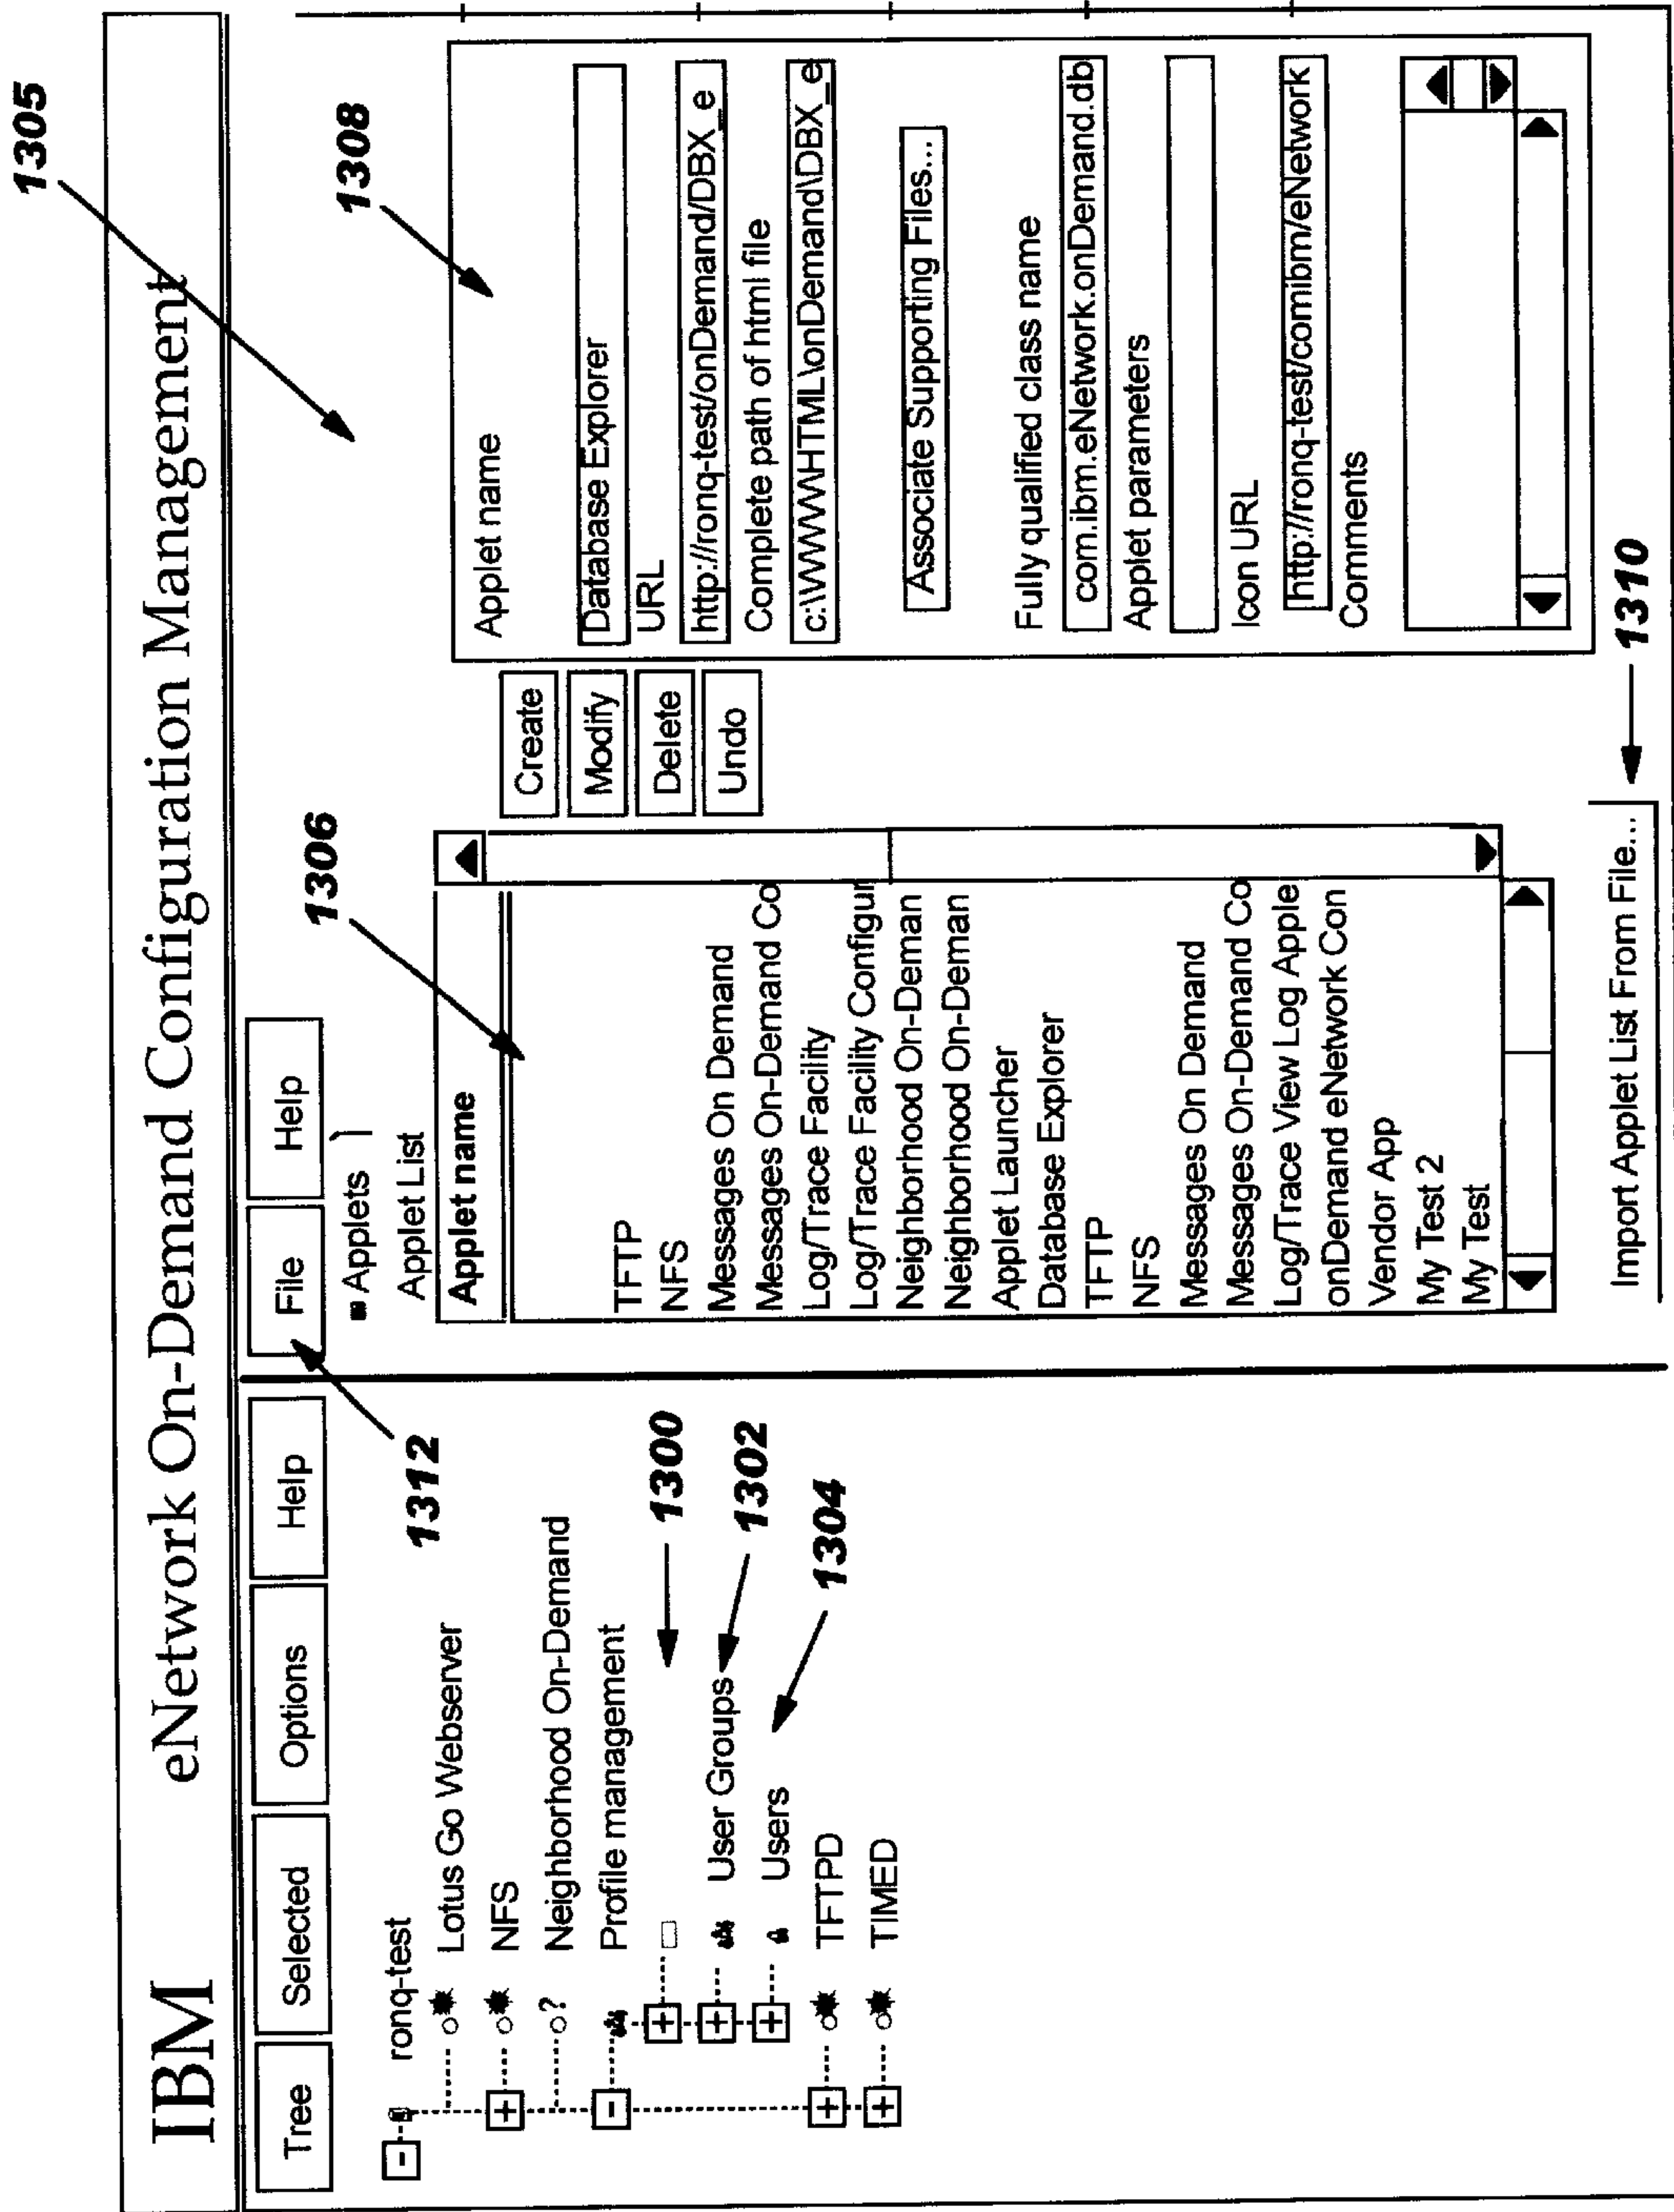 IBM eNetwork On-Demand Configuration Management
1305
Tree Selected Options Help
File Help
1312
ronq-test
Lotus Go Webserver
NFS
? Neighborhood On-Demand
Profile management
1300
User Groups
1302
Users
1304
TFTPD
TIMED
Applets
Applet List
1306
Applet name
TFTP
NFS
Messages On Demand
Messages On-Demand Co
Log/Trace Facility
Log/Trace Facility Configur
Neighborhood On-Deman
Neighborhood On-Deman
Applet Launcher
Database Explorer
TFTP
NFS
Messages On Demand
Messages On-Demand Co
Log/Trace View Log Apple
onDemand eNetwork Con
Vendor App
My Test 2
My Test
Import Applet List From File...
1310
Create
Modify
Delete
Undo
1308
Applet name
Database Explorer
URL
http://ronq-test/onDemand/DBX_e
Complete path of html file
c:\WWW\HTML\onDemand\DBX_e
Associate Supporting Files...
Fully qualified class name
com.ibm.eNetwork.onDemand.db
Applet parameters
Icon URL
http://ronq-test/comibm/eNetwork
Comments